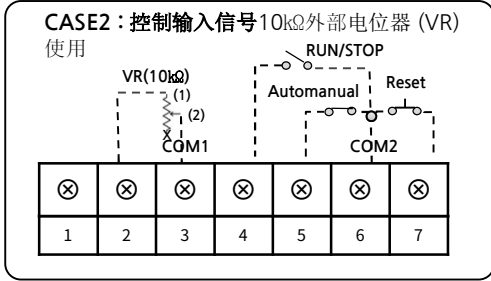 CASE2：控制输入信号10kΩ外部电位器 (VR)
使用
RUN/STOP
VR(10kΩ)
Automanual
Reset
(1)
(2)
X
COM1
COM2
1 2 3 4 5 6 7